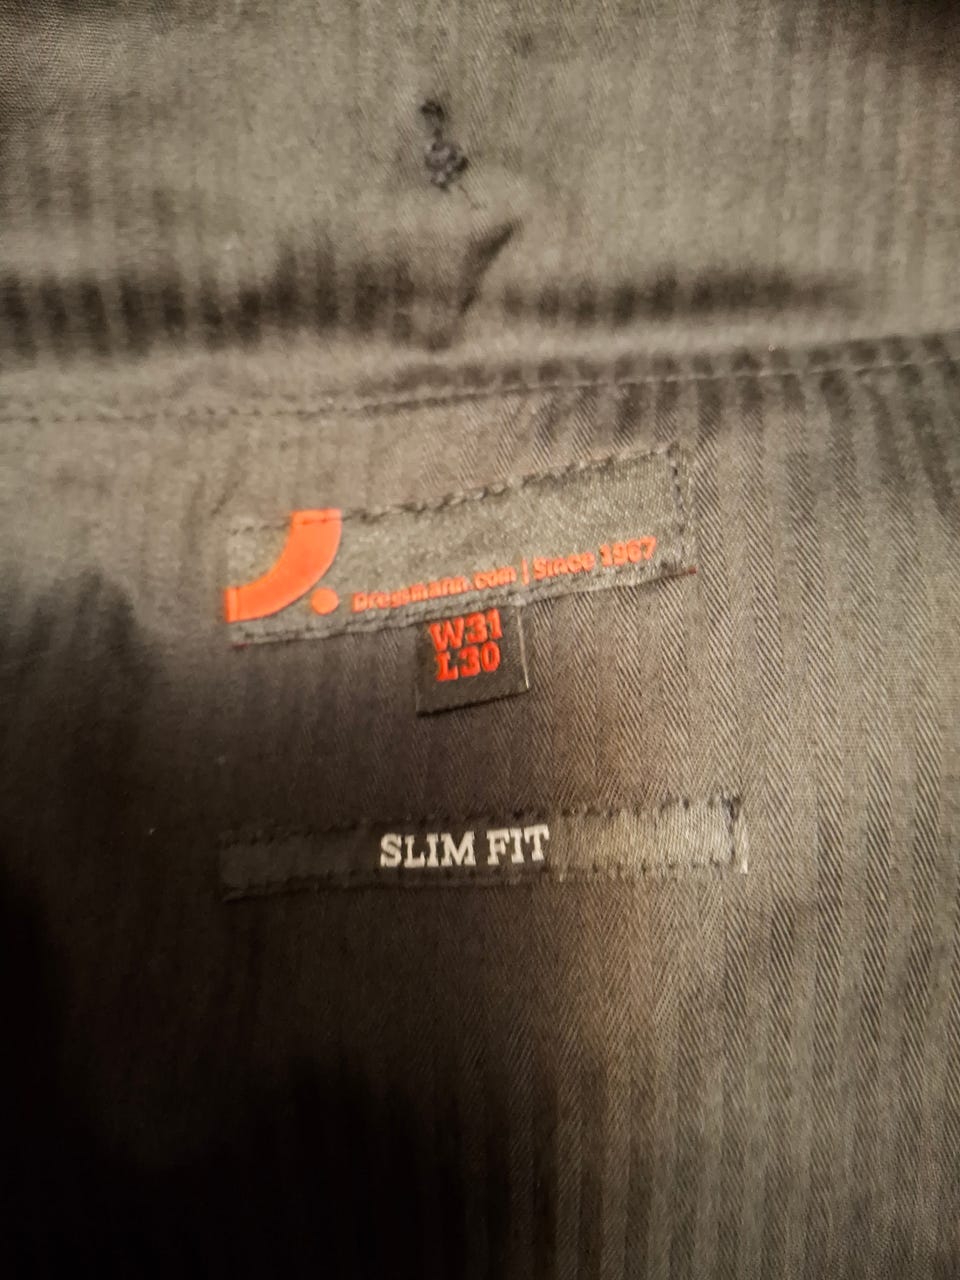 Dressmann.com | Since 1967
W31
L30
SLIM FIT